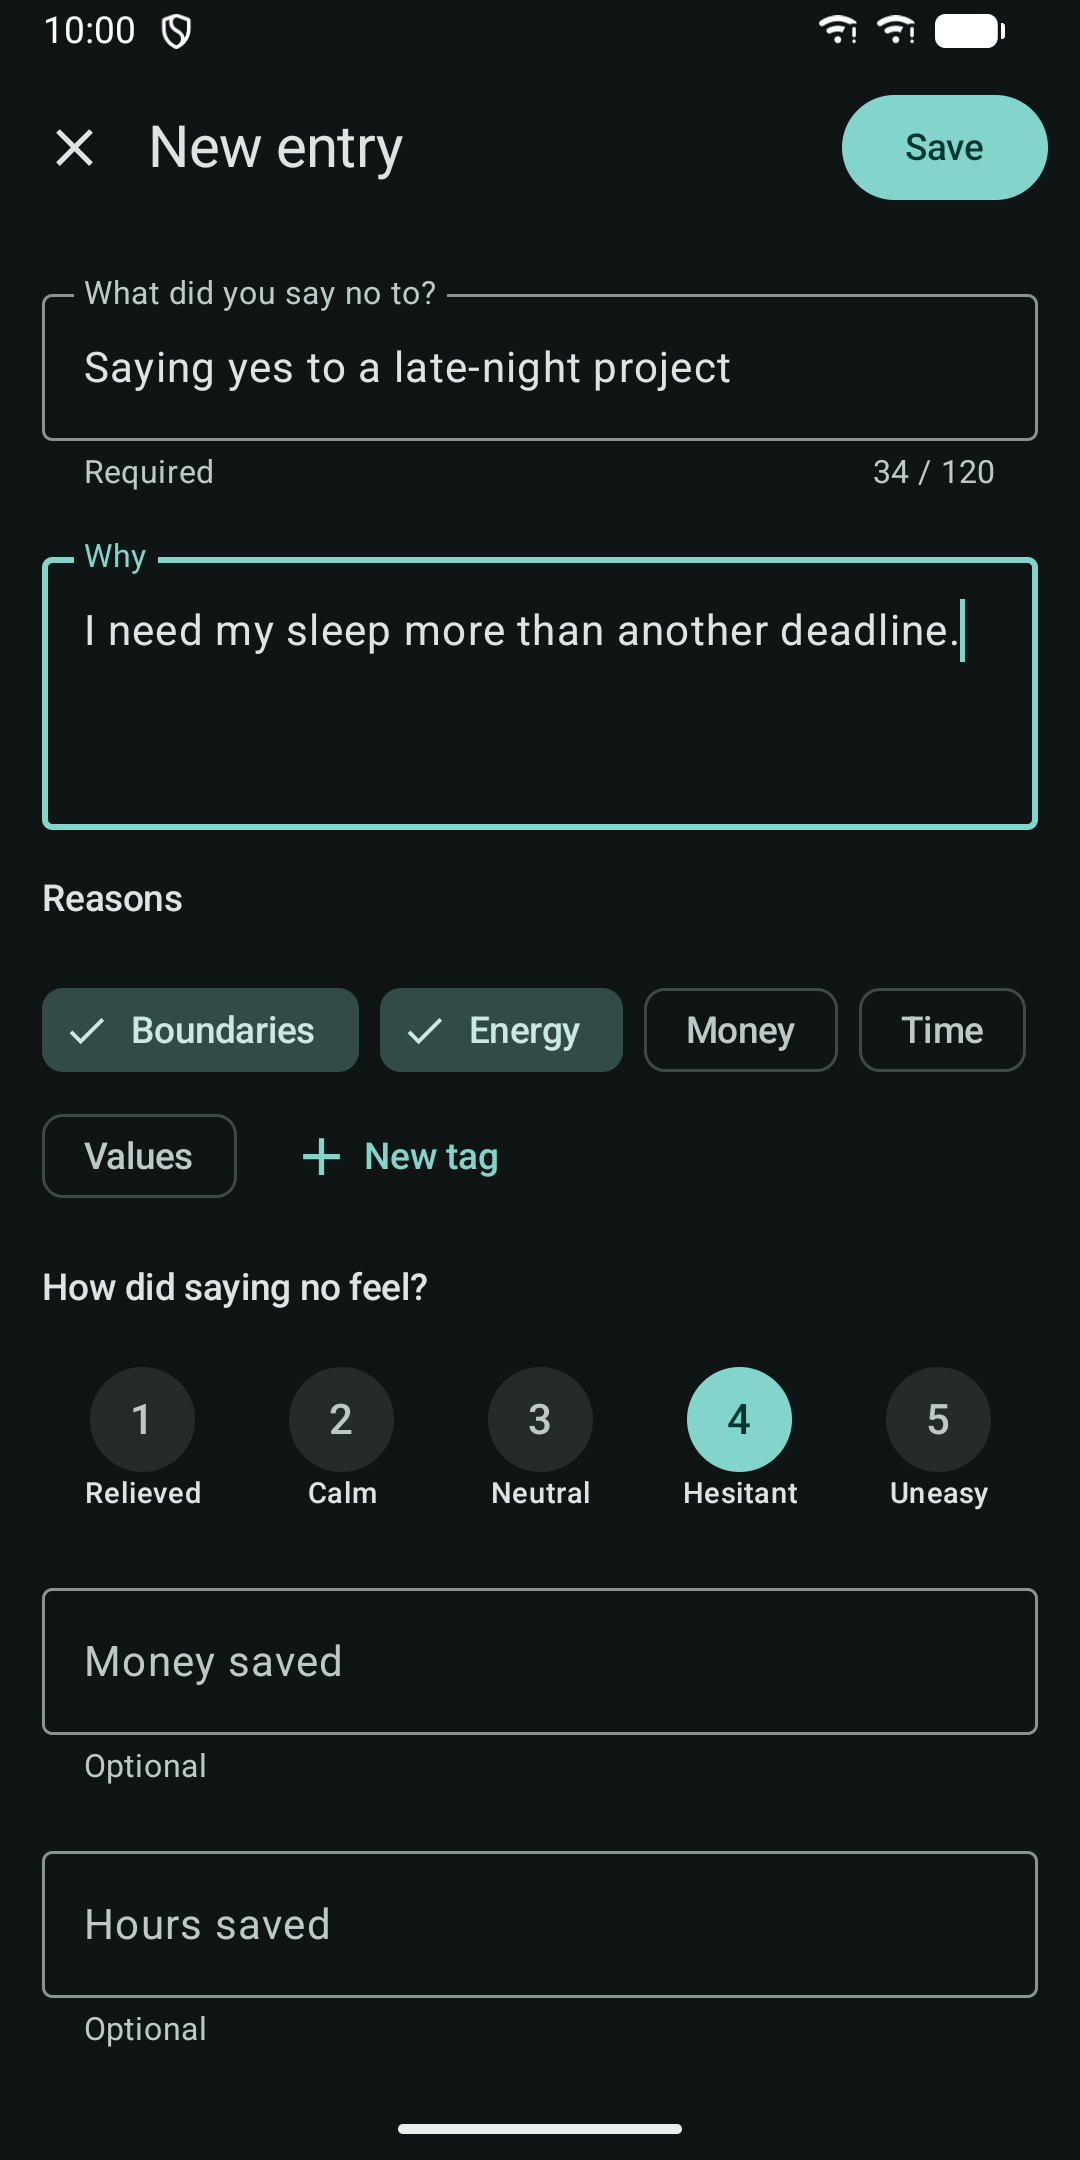 10:00
New entry
Save
What did you say no to?
Saying yes to a late-night project
Required 34 / 120
Why
I need my sleep more than another deadline.
Reasons
Boundaries Energy Money Time
Values New tag
How did saying no feel?
1 2 3 4 5
Relieved Calm Neutral Hesitant Uneasy
Money saved
Optional
Hours saved
Optional